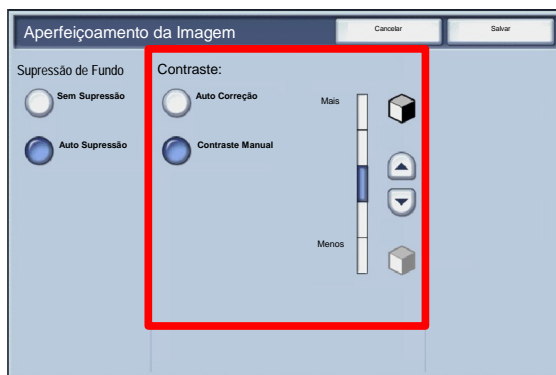 Aperfeiçoamento da Imagem
Cancelar
Salvar
Supressão de Fundo
Sem Supressão
Auto Supressão
Contraste:
Auto Correção
Contraste Manual
Mais
Menos